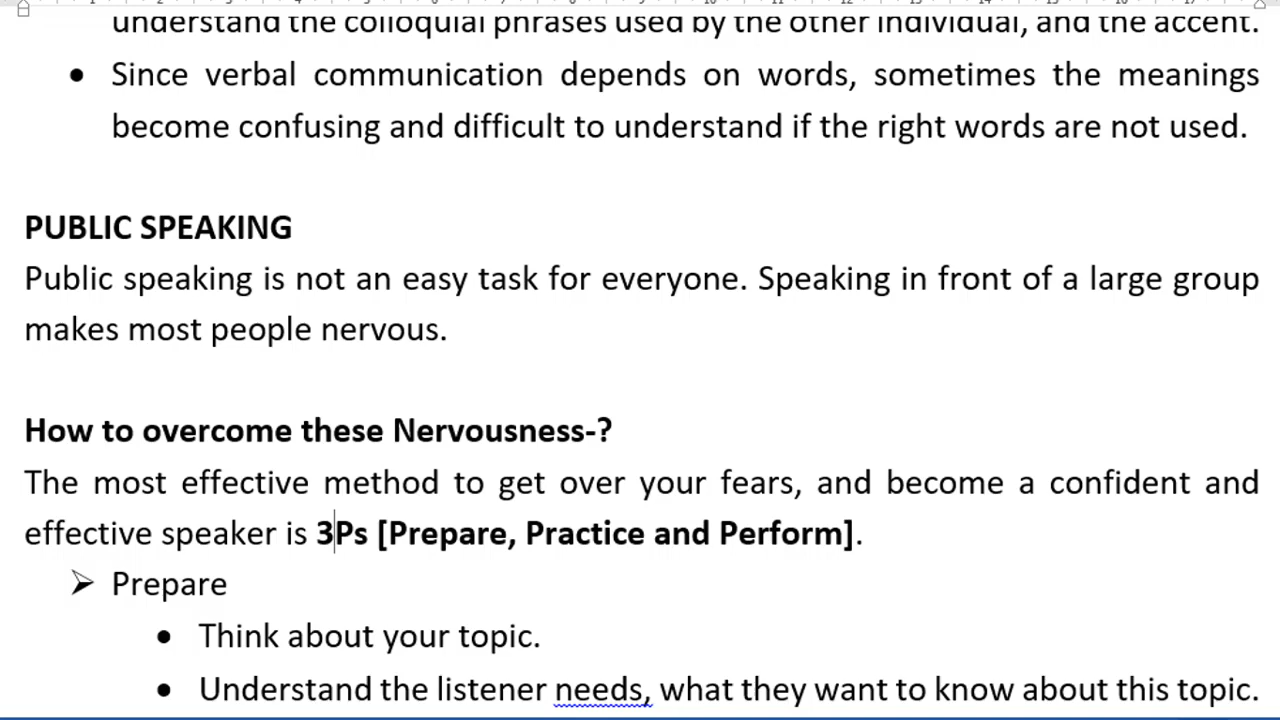 understand the colloquial phrases used by the other individual, and the accent.
• Since verbal communication depends on words, sometimes the meanings
become confusing and difficult to understand if the right words are not used.
PUBLIC SPEAKING
Public speaking is not an easy task for everyone. Speaking in front of a large group
makes most people nervous.
How to overcome these Nervousness-?
The most effective method to get over your fears, and become a confident and
effective speaker is 3Ps [Prepare, Practice and Perform].
➢ Prepare
• Think about your topic.
• Understand the listener needs, what they want to know about this topic.